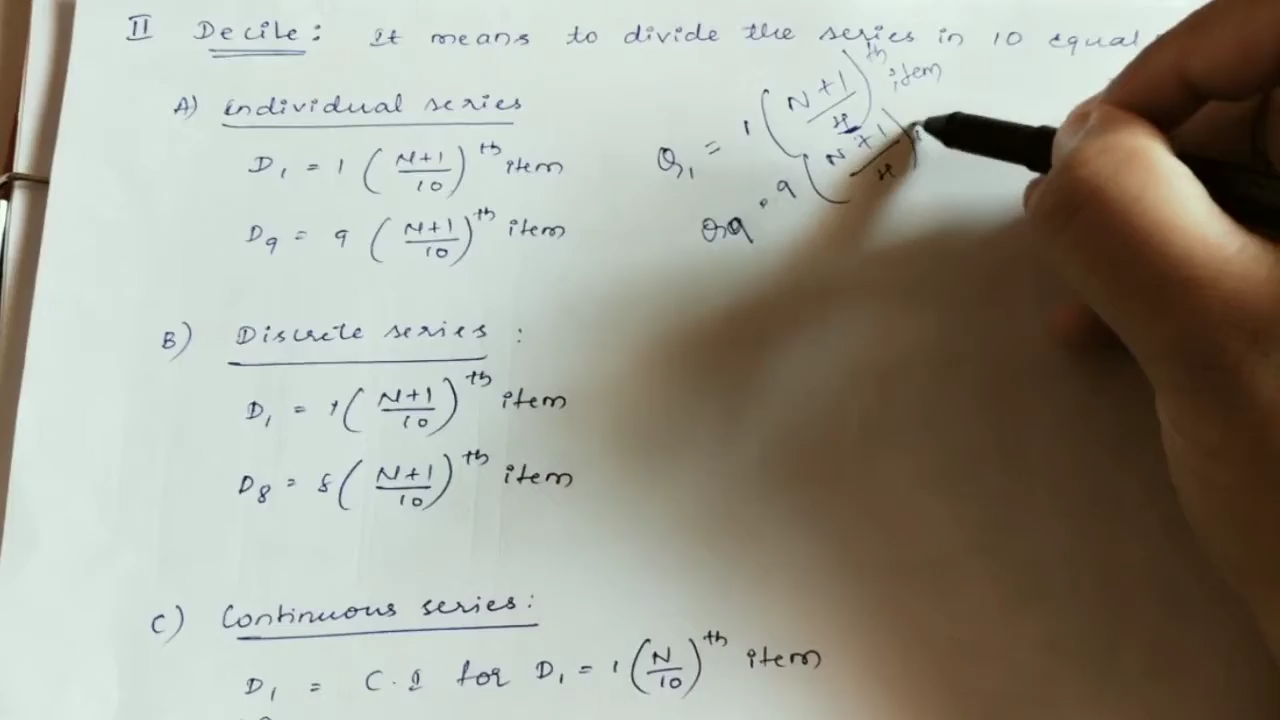 II Decile: It means to divide the series in 10 equal
A) Individual series
D₁ = 1 (N+1/10)th item
D₉ = 9 (N+1/10)th item
Q₁ = 1 (N+1/4)th item
Q9 = 9 (N+1/4)
B) Discrete series :
D₁ = 1 (N+1/10)th item
D₈ = 8 (N+1/10)th item
C) Continuous series:
D₁ = C.I for D₁ = 1 (N/10)th item